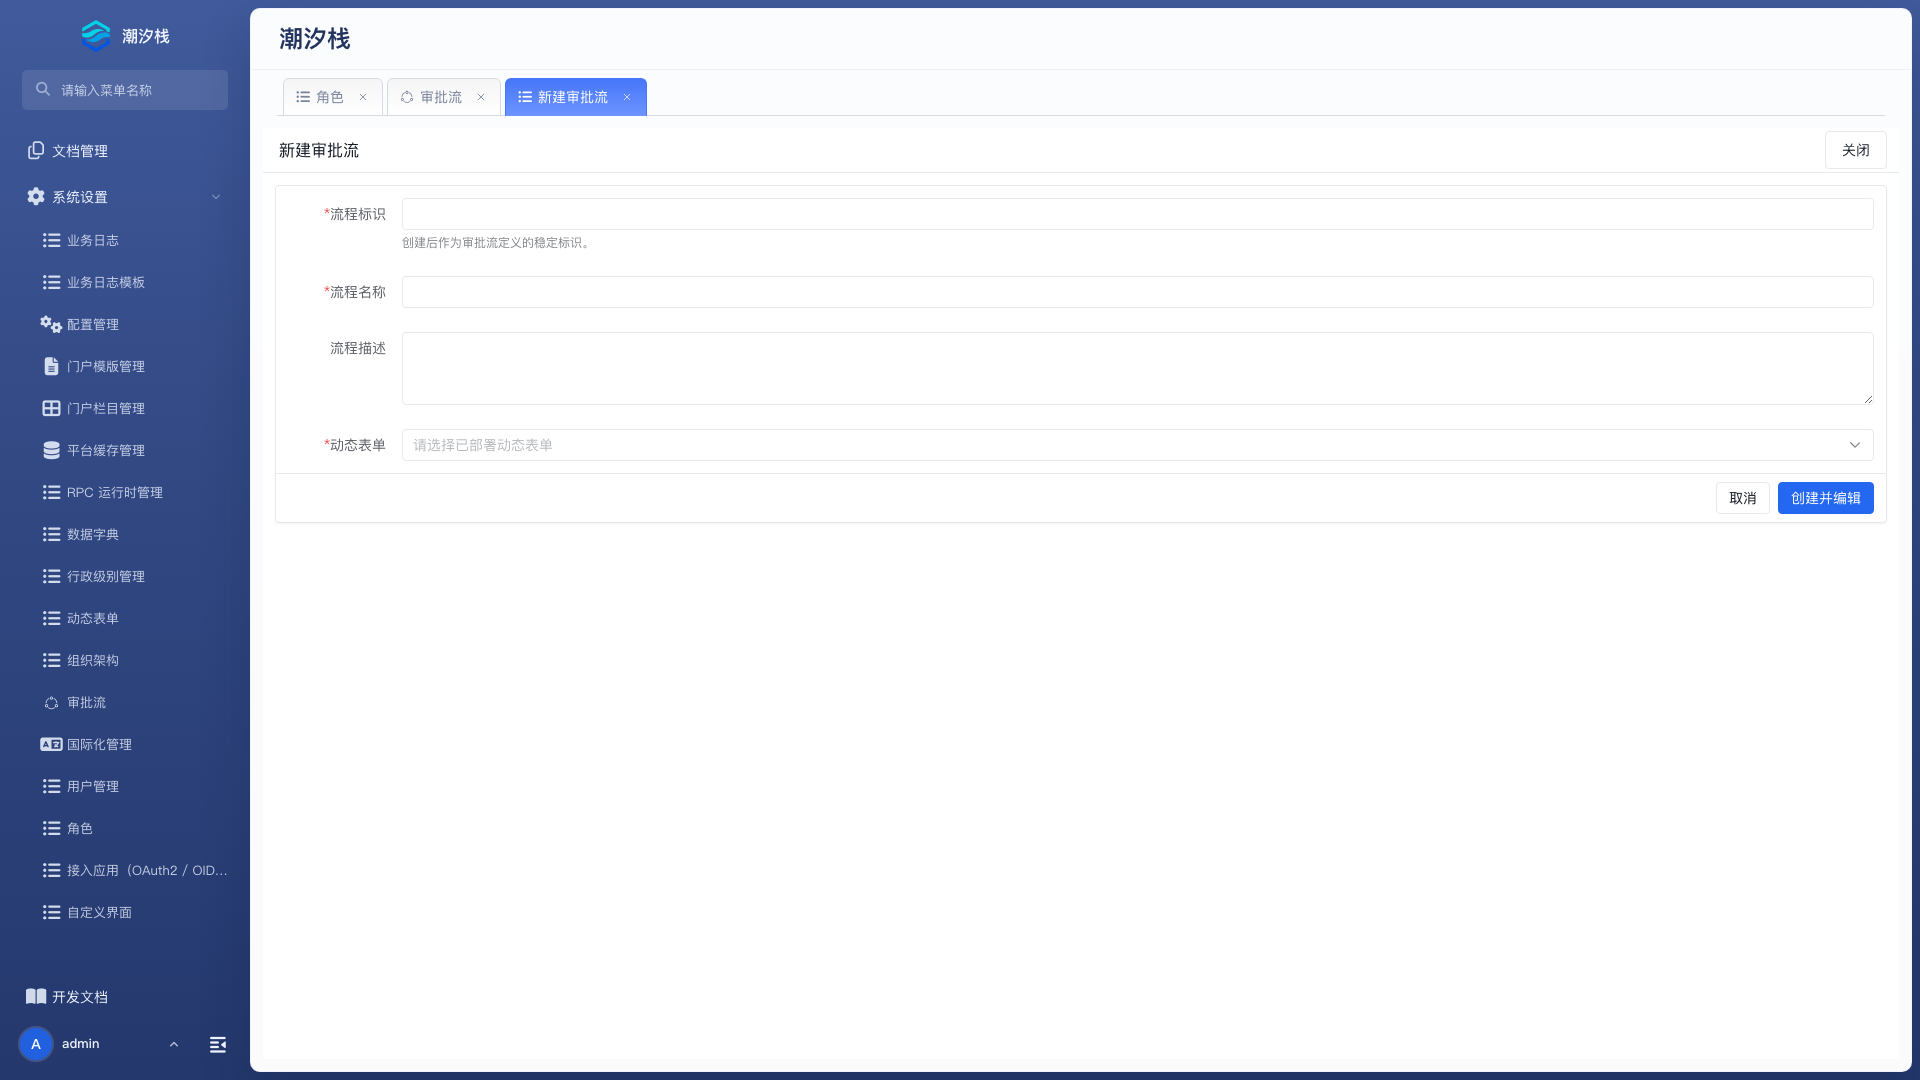 潮汐栈
请输入菜单名称
文档管理
系统设置
业务日志
业务日志模板
配置管理
门户模版管理
门户栏目管理
平台缓存管理
RPC 运行时管理
数据字典
行政级别管理
动态表单
组织架构
审批流
国际化管理
用户管理
角色
接入应用（OAuth2 / OID...
自定义界面
开发文档
A admin
潮汐栈
角色 审批流 新建审批流
新建审批流 关闭
*流程标识
创建后作为审批流定义的稳定标识。
*流程名称
流程描述
*动态表单 请选择已部署动态表单
取消 创建并编辑